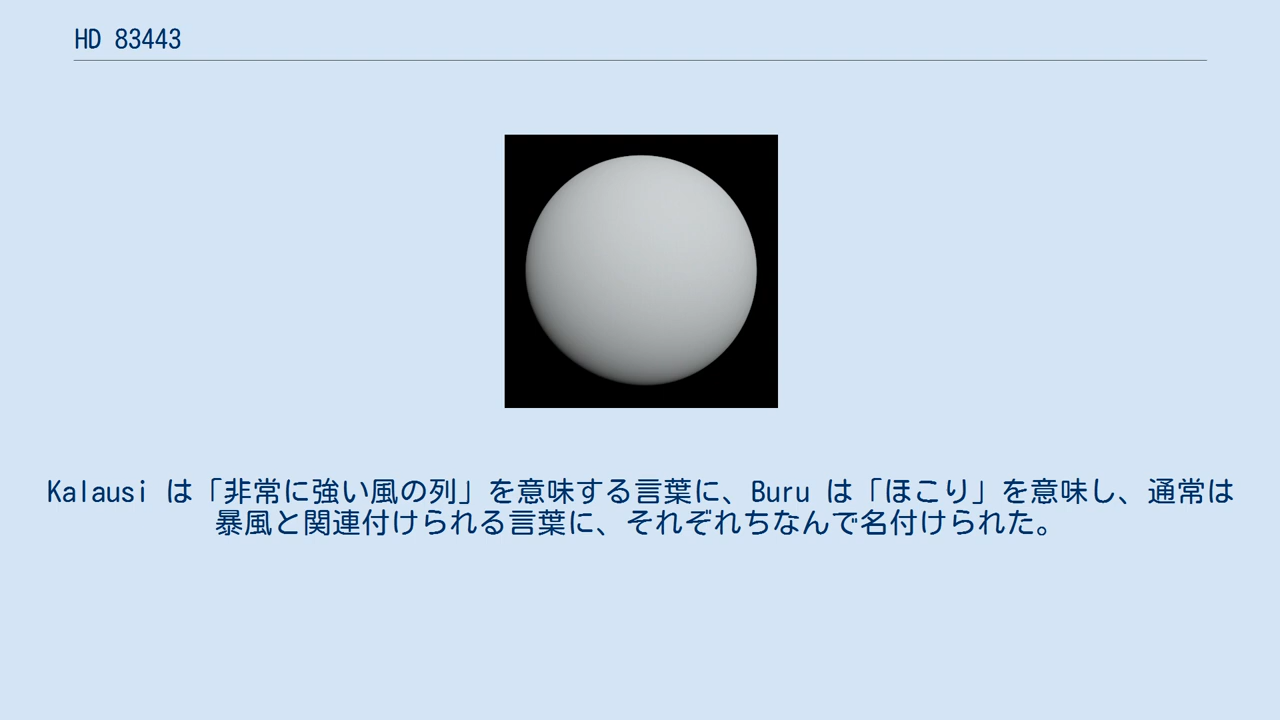 HD 83443
Kalausi は「非常に強い風の列」を意味する言葉に、Buru は「ほこり」を意味し、通常は
暴風と関連付けられる言葉に、それぞれちなんで名付けられた。